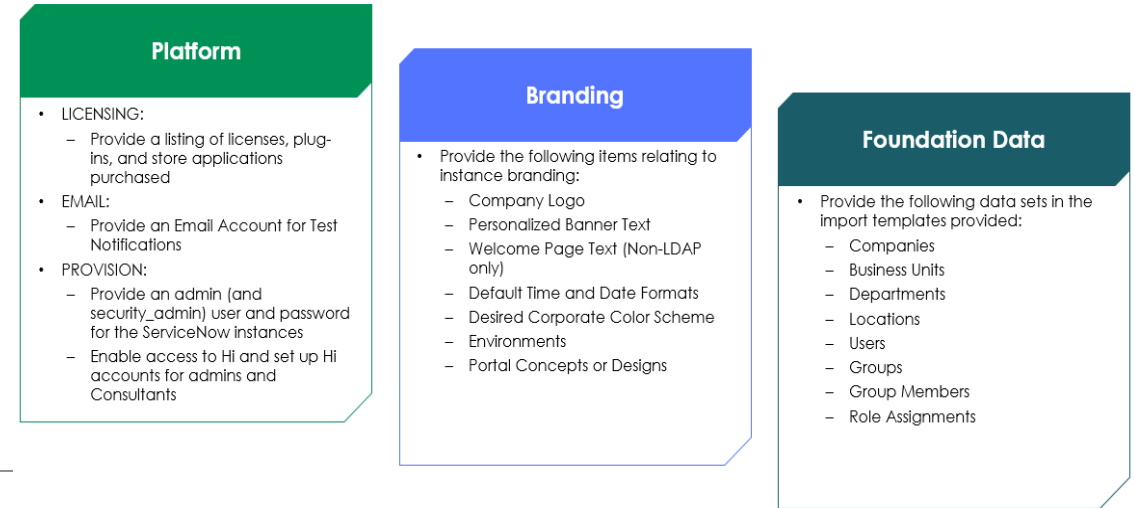 Platform
• LICENSING:
– Provide a listing of licenses, plug-
ins, and store applications
purchased
• EMAIL:
– Provide an Email Account for Test
Notifications
• PROVISION:
– Provide an admin (and
security_admin) user and password
for the ServiceNow instances
– Enable access to Hi and set up Hi
accounts for admins and
Consultants
Branding
• Provide the following items relating to
instance branding:
– Company Logo
– Personalized Banner Text
– Welcome Page Text (Non-LDAP
only)
– Default Time and Date Formats
– Desired Corporate Color Scheme
– Environments
– Portal Concepts or Designs
Foundation Data
• Provide the following data sets in the
import templates provided:
– Companies
– Business Units
– Departments
– Locations
– Users
– Groups
– Group Members
– Role Assignments